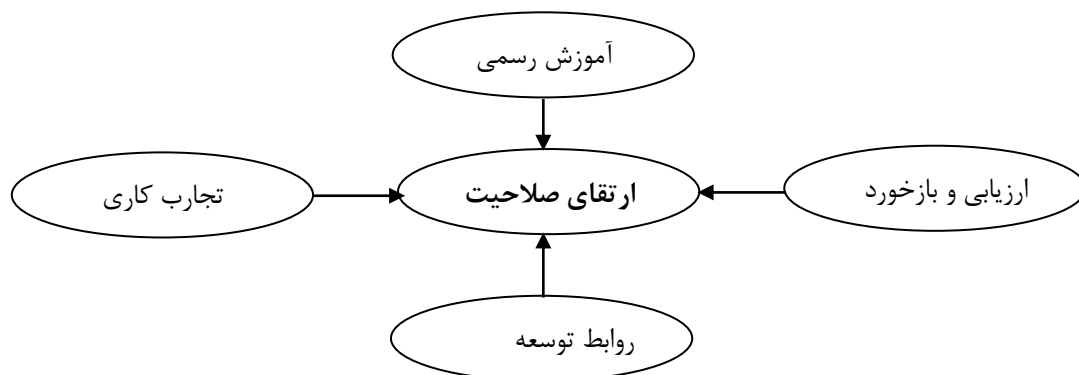 آموزش رسمی
ارزیابی و بازخورد
ارتقای صلاحیت
تجارب کاری
روابط توسعه